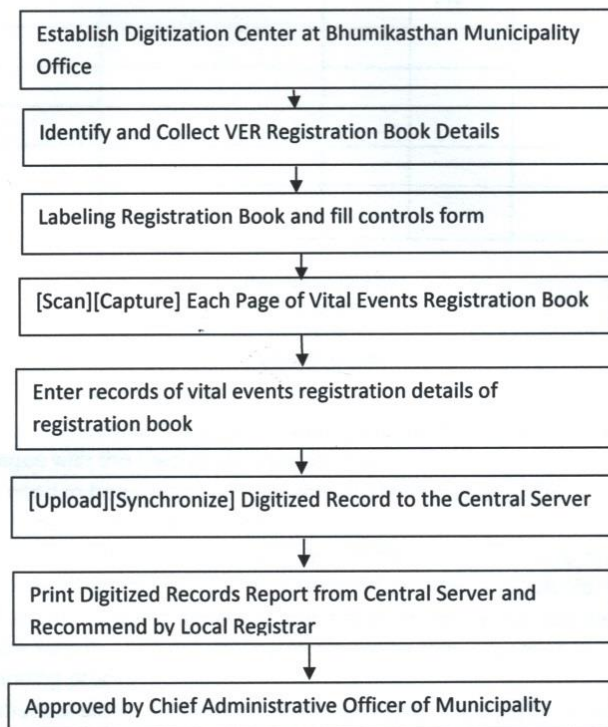 Establish Digitization Center at Bhumikasthan Municipality
Office
Identify and Collect VER Registration Book Details
Labeling Registration Book and fill controls form
[Scan][Capture] Each Page of Vital Events Registration Book
Enter records of vital events registration details of
registration book
[Upload][Synchronize] Digitized Record to the Central Server
Print Digitized Records Report from Central Server and
Recommend by Local Registrar
Approved by Chief Administrative Officer of Municipality